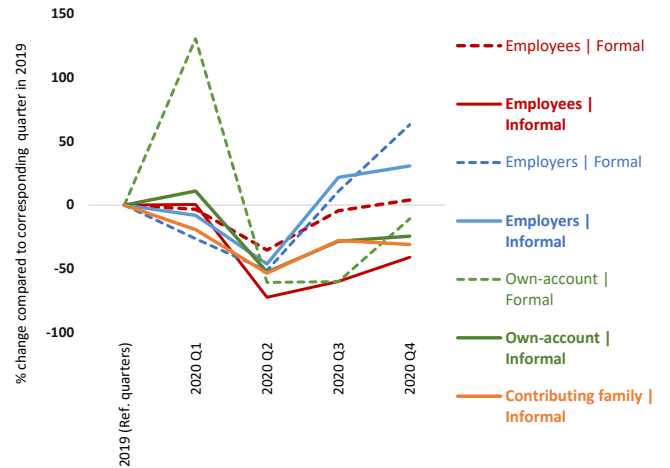 150
100
50
0
-50
-100
% change compared to corresponding quarter in 2019
2019 (Ref. quarters)
2020 Q1
2020 Q2
2020 Q3
2020 Q4
Employees | Formal
Employees |
Informal
Employers | Formal
Employers |
Informal
Own-account |
Formal
Own-account |
Informal
Contributing family |
Informal